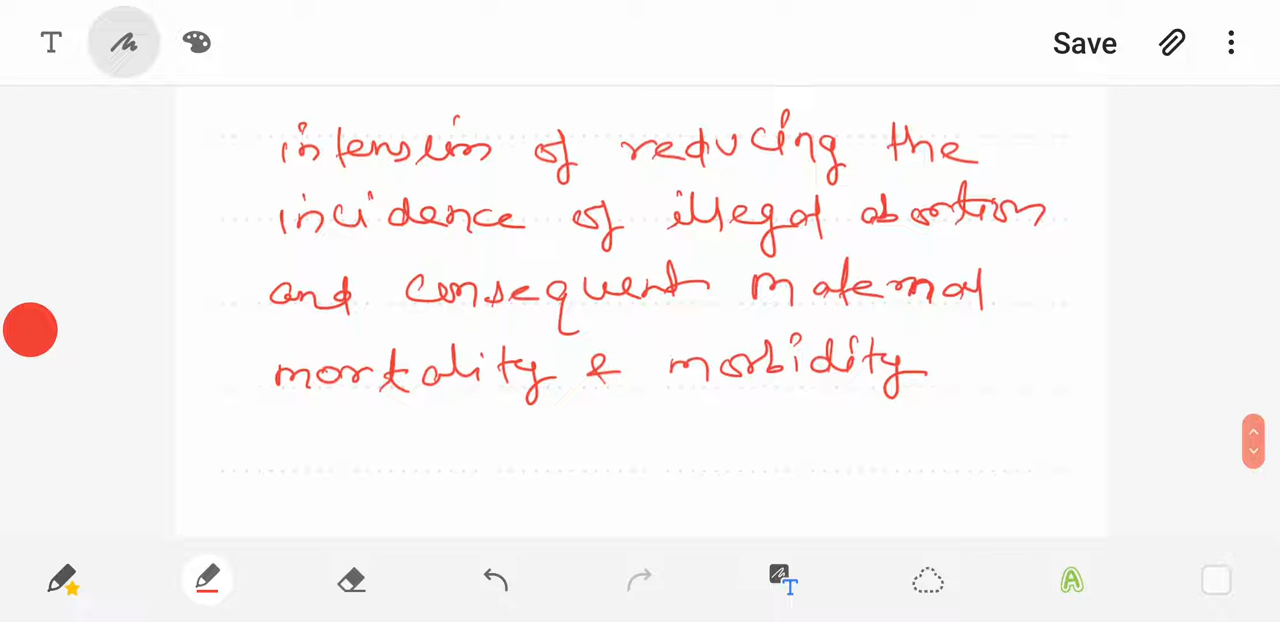 T Save
intension of reducing the
incidence of illegal abortion
and consequent maternal
mortality & morbidity
T A